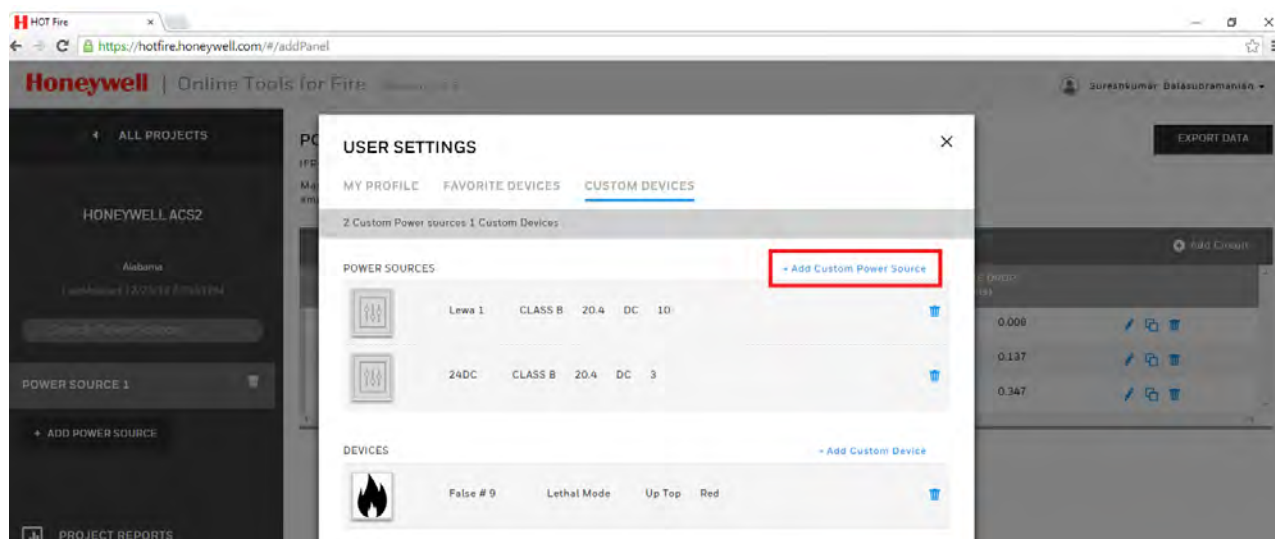 HOT Fire
https://hotfire.honeywell.com/#/addPanel
Honeywell | Online Tools for Fire
Sureshkumar Balasubramanian
ALL PROJECTS
EXPORT DATA
USER SETTINGS
MY PROFILE FAVORITE DEVICES CUSTOM DEVICES
HONEYWELL ACS2
2 Custom Power sources 1 Custom Devices
Add Circuit
Alabama
POWER SOURCES + Add Custom Power Source
Lewa 1 CLASS B 20.4 DC 10
0.009
24DC CLASS B 20.4 DC 3
0.137
POWER SOURCE 1
0.347
+ ADD POWER SOURCE
DEVICES + Add Custom Device
False # 9 Lethal Mode Up Top Red
PROJECT REPORTS